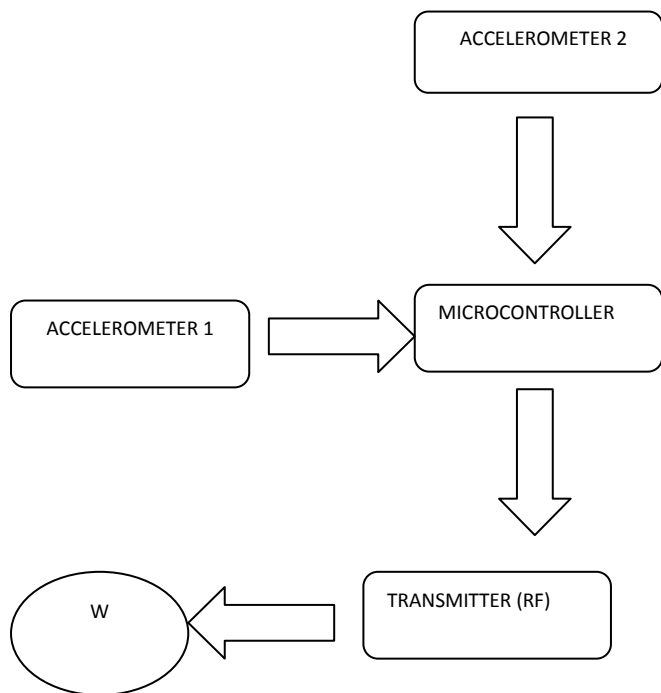 ACCELEROMETER 2
ACCELEROMETER 1
MICROCONTROLLER
W
TRANSMITTER (RF)